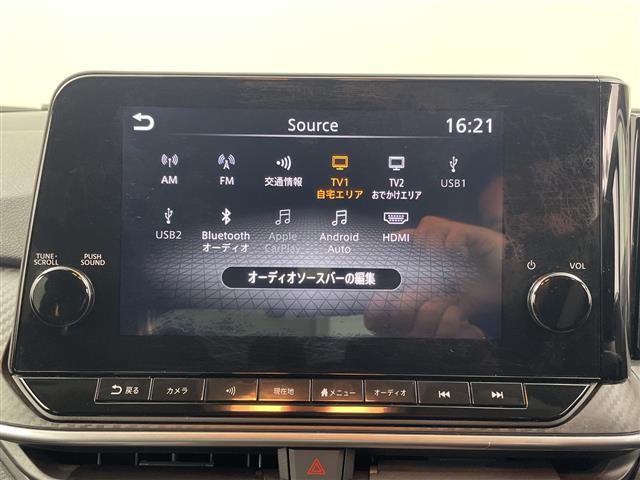 Source
16:21
AM
FM
交通情報
TV1
自宅エリア
TV2
おでかけエリア
USB1
USB2
Bluetooth
オーディオ
Apple
CarPlay
Android
Auto
HDMI
オーディオソースバーの編集
TUNE·
SCROLL
PUSH
SOUND
VOL
戻る
カメラ
現在地
メニュー
オーディオ